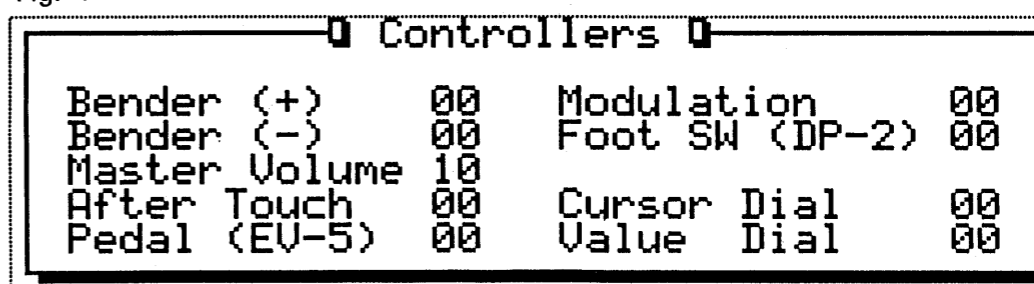 Controllers
Bender (+) 00 Modulation 00
Bender (-) 00 Foot SW (DP-2) 00
Master Volume 10
After Touch 00 Cursor Dial 00
Pedal (EV-5) 00 Value Dial 00